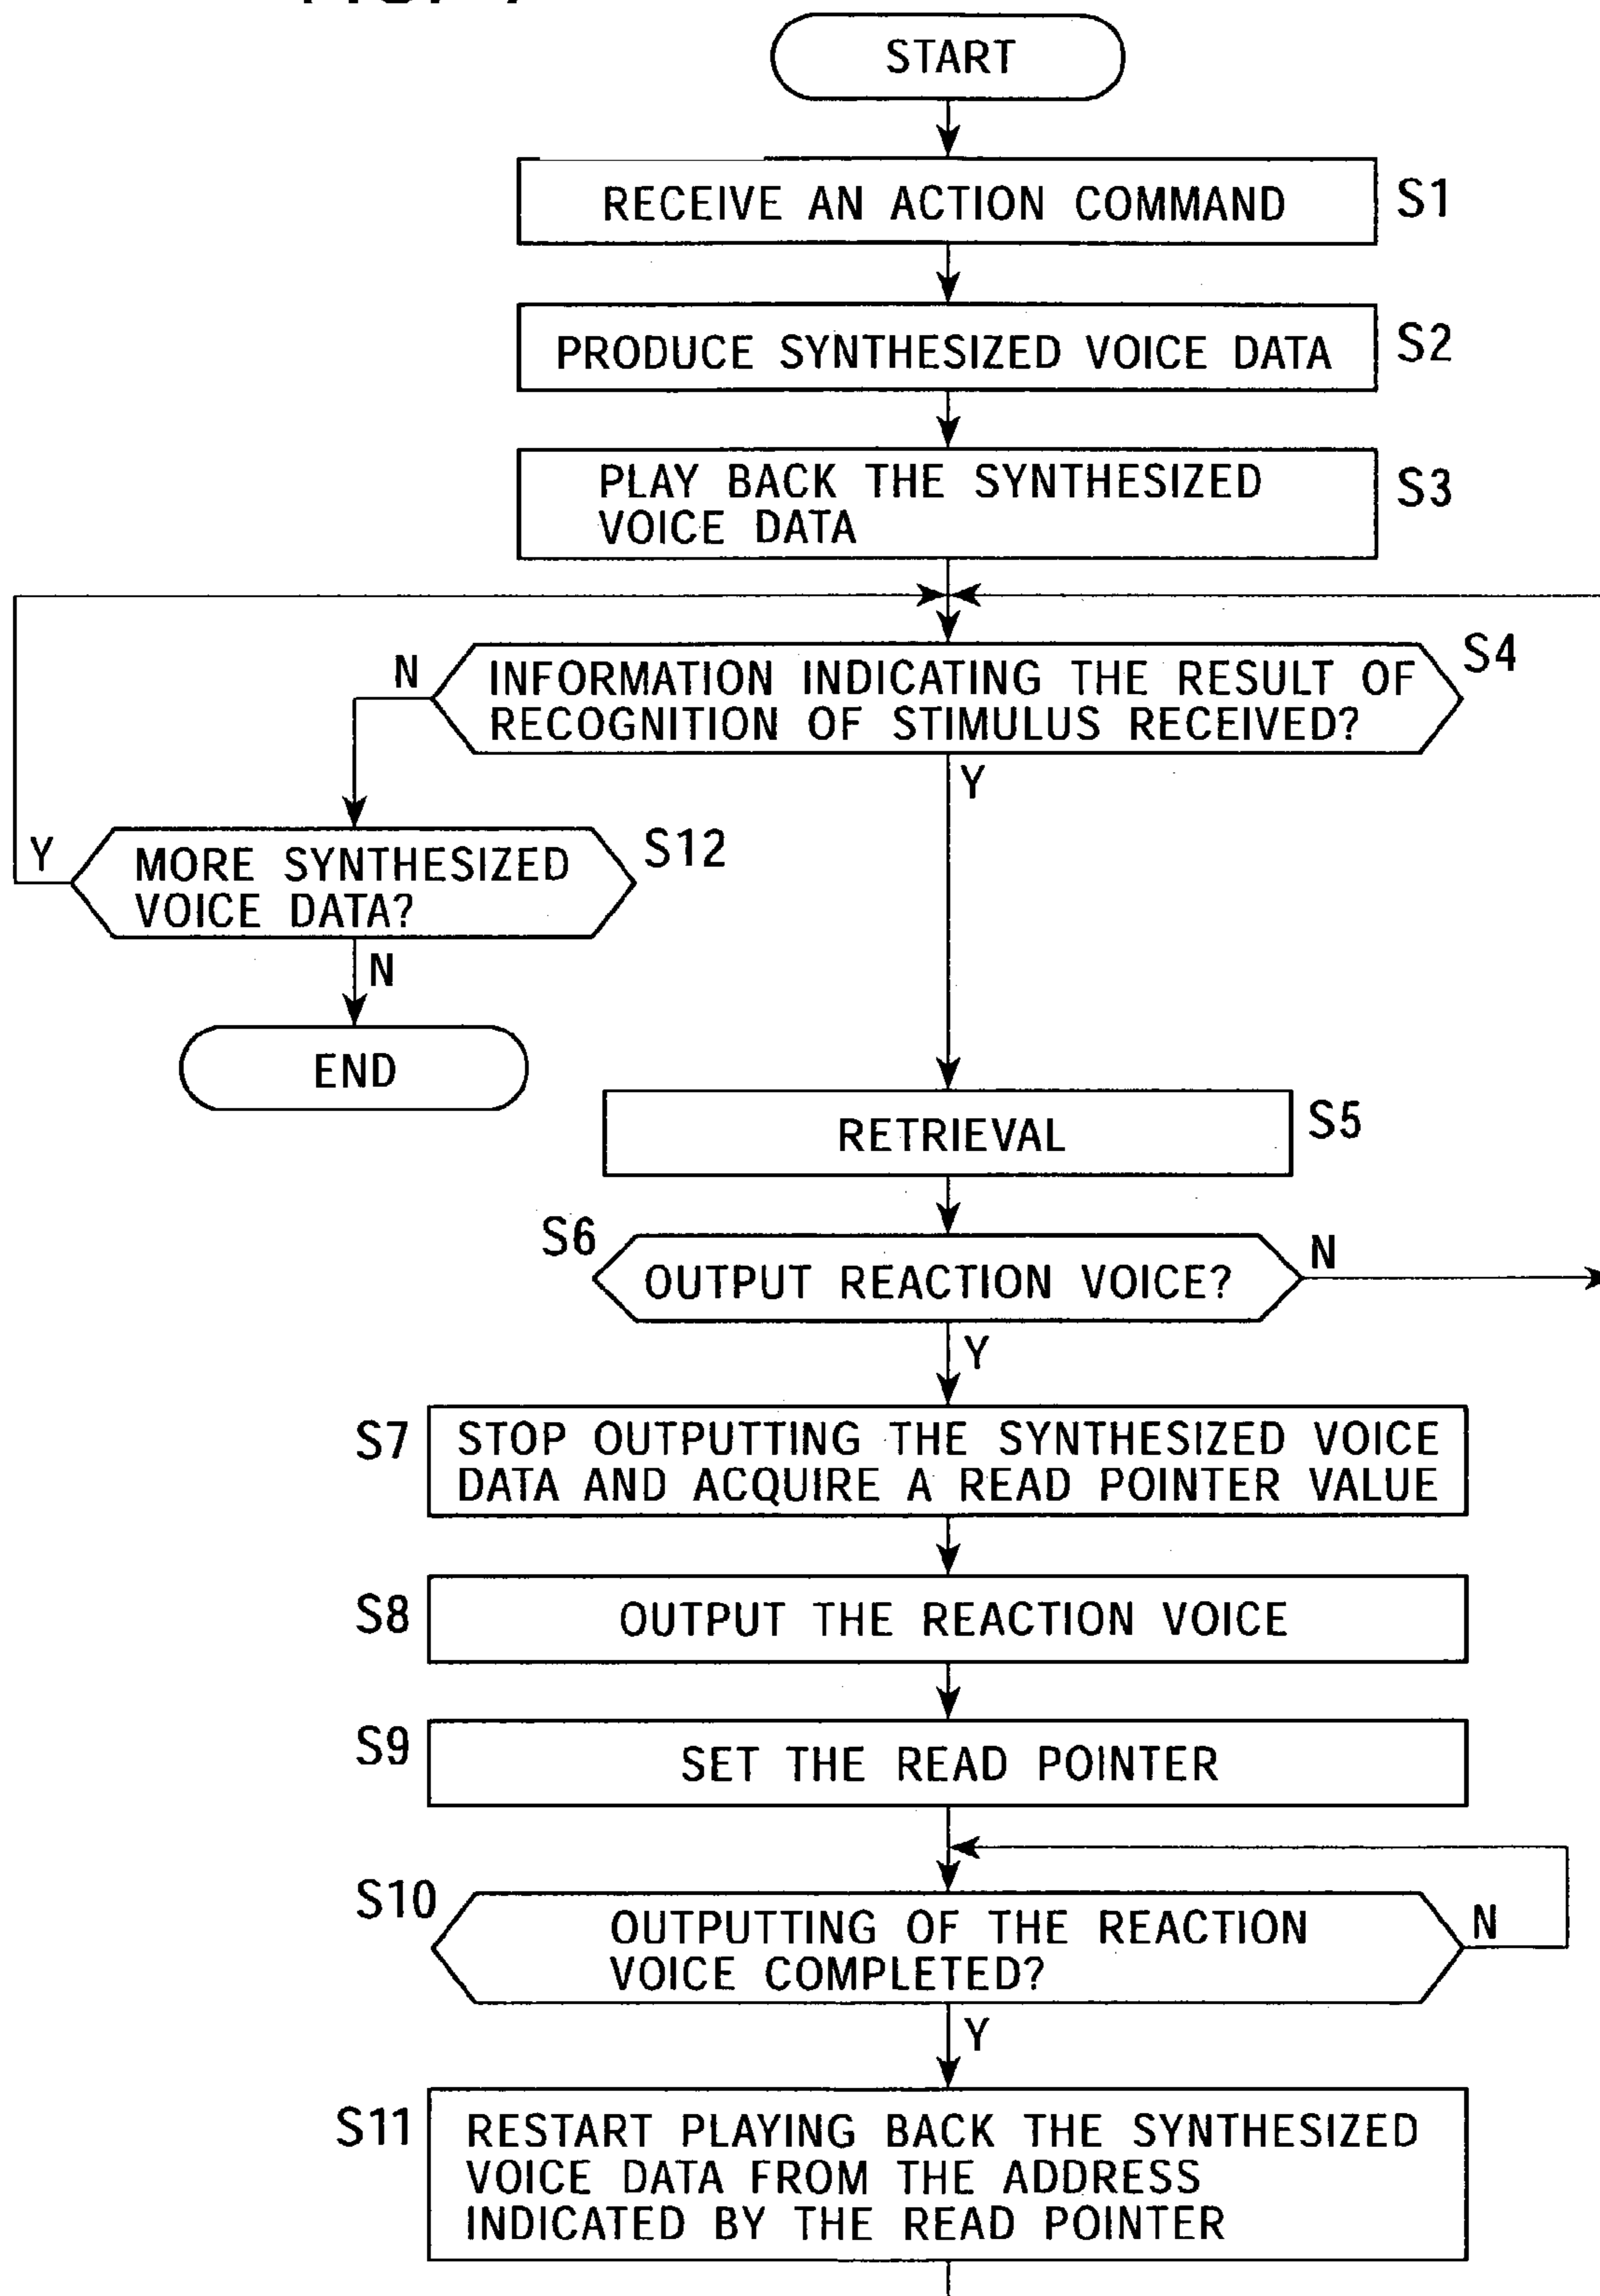 START
RECEIVE AN ACTION COMMAND
S1
PRODUCE SYNTHESIZED VOICE DATA
S2
PLAY BACK THE SYNTHESIZED
VOICE DATA
S3
S4
N
INFORMATION INDICATING THE RESULT OF
RECOGNITION OF STIMULUS RECEIVED?
Y
Y
MORE SYNTHESIZED
VOICE DATA?
S12
N
END
RETRIEVAL
S5
S6
OUTPUT REACTION VOICE?
N
Y
S7
STOP OUTPUTTING THE SYNTHESIZED VOICE
DATA AND ACQUIRE A READ POINTER VALUE
S8
OUTPUT THE REACTION VOICE
S9
SET THE READ POINTER
S10
OUTPUTTING OF THE REACTION
VOICE COMPLETED?
N
Y
S11
RESTART PLAYING BACK THE SYNTHESIZED
VOICE DATA FROM THE ADDRESS
INDICATED BY THE READ POINTER